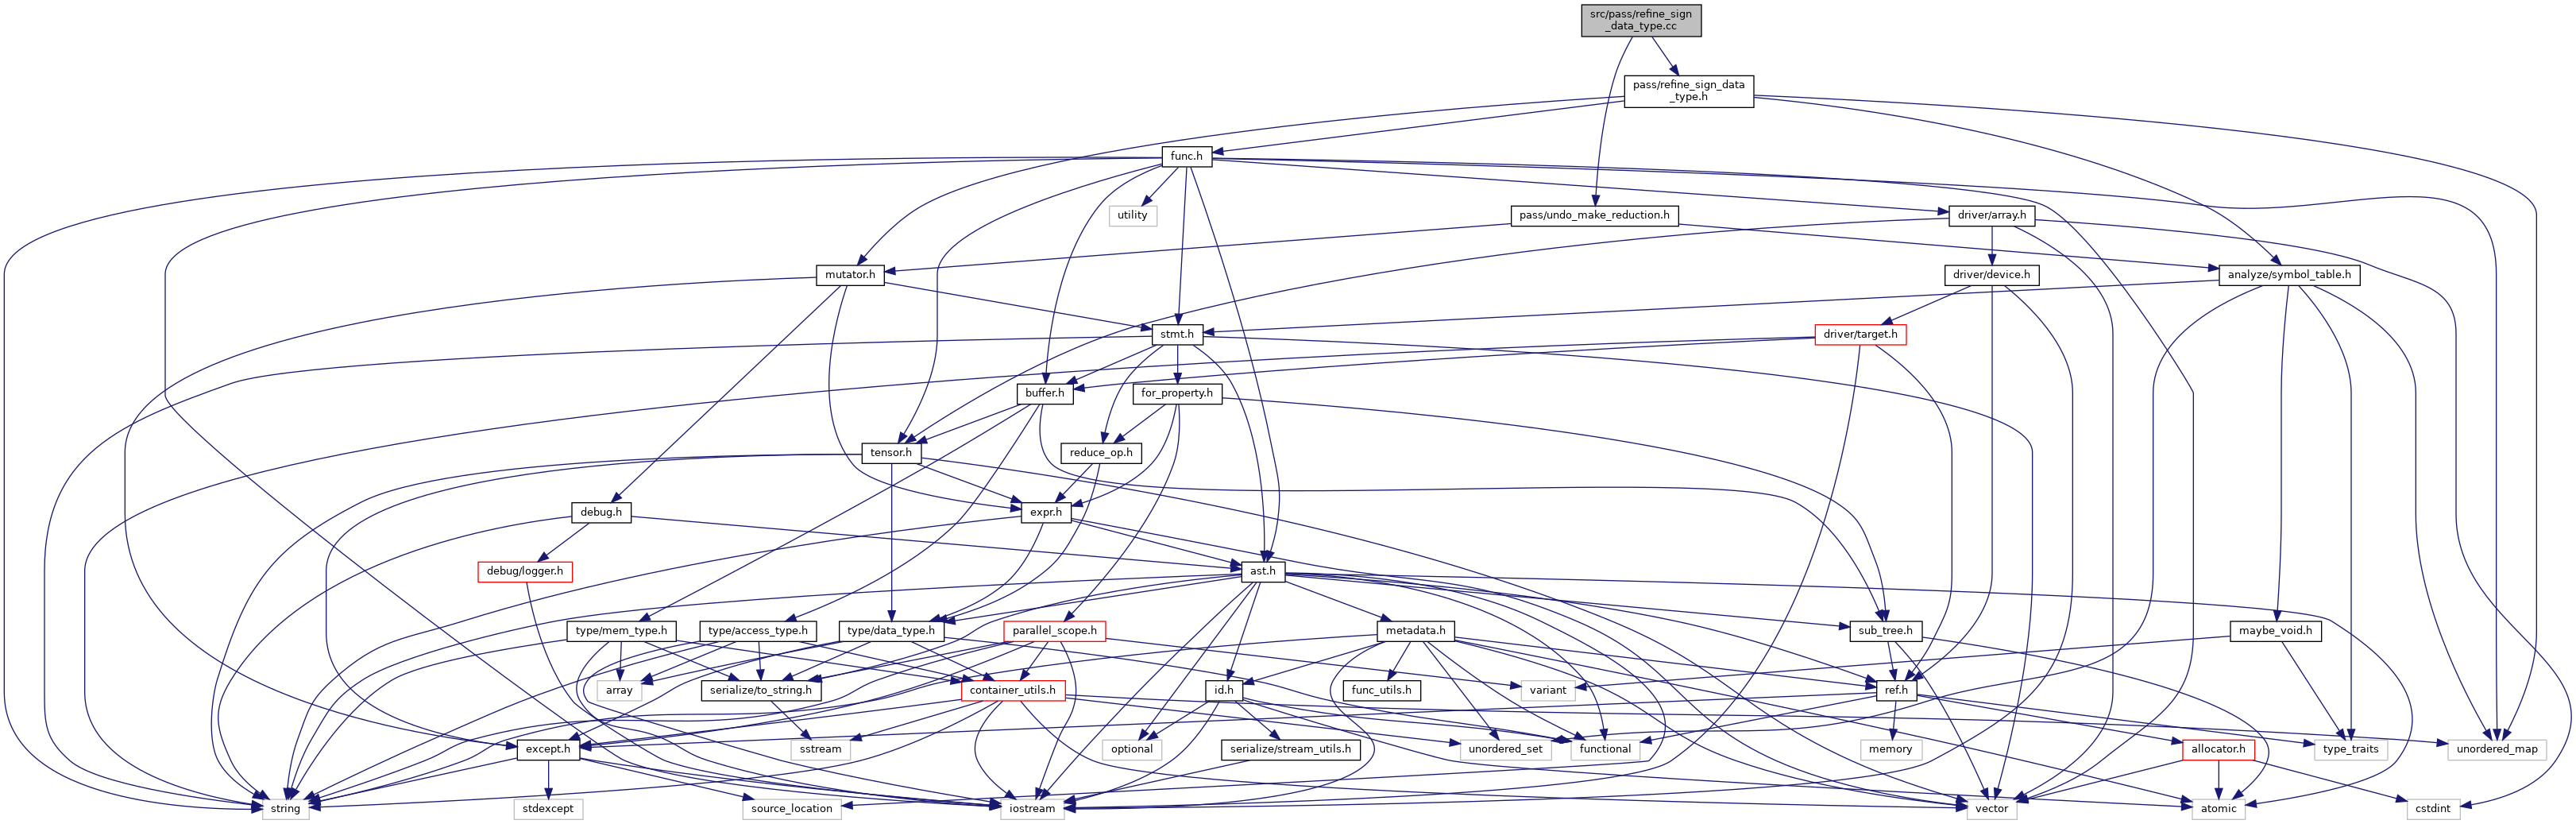 src/pass/refine_sign
_data_type.cc
pass/refine_sign_data
_type.h
func.h
utility
pass/undo_make_reduction.h
driver/array.h
mutator.h
driver/device.h
analyze/symbol_table.h
stmt.h
driver/target.h
buffer.h
for_property.h
tensor.h
reduce_op.h
debug.h
expr.h
debug/logger.h
ast.h
type/mem_type.h
type/access_type.h
type/data_type.h
parallel_scope.h
metadata.h
sub_tree.h
maybe_void.h
array
serialize/to_string.h
container_utils.h
id.h
func_utils.h
variant
ref.h
except.h
sstream
optional
serialize/stream_utils.h
unordered_set
functional
memory
allocator.h
type_traits
unordered_map
string
stdexcept
source_location
iostream
vector
atomic
cstdint